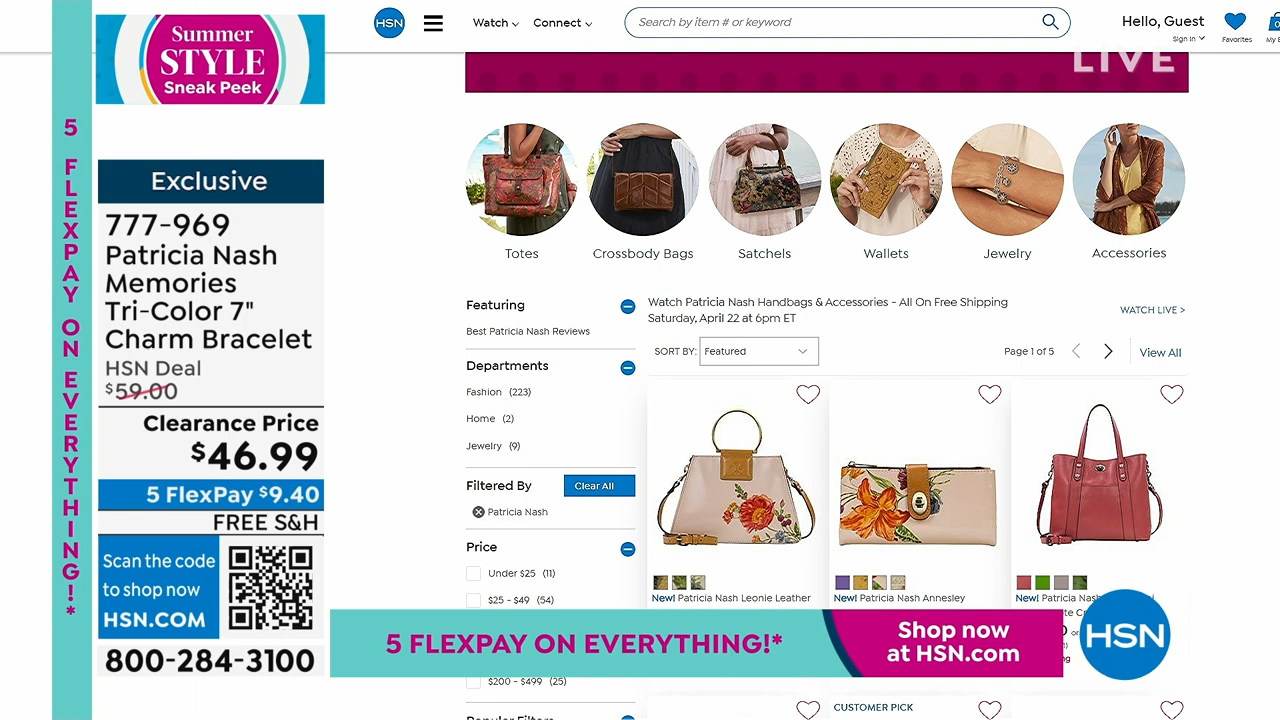 Summer
STYLE
Sneak Peek
5 FLEXPAY ON EVERYTHING!*
Exclusive
777-969
Patricia Nash
Memories
Tri-Color 7"
Charm Bracelet
HSN Deal
$59.00
Clearance Price
$46.99
5 FlexPay $9.40
FREE S&H
Scan the code
to shop now
HSN.COM
800-284-3100
HSN
Watch
Connect
Search by item # or keyword
Hello, Guest
Sign In
Favorites
0
LIVE
Totes
Crossbody Bags
Satchels
Wallets
Jewelry
Accessories
Featuring
Best Patricia Nash Reviews
Departments
Fashion (223)
Home (2)
Jewelry (9)
Filtered By
Clear All
Patricia Nash
Price
Under $25 (11)
$25 - $49 (54)
$200 - $499 (25)
Watch Patricia Nash Handbags & Accessories - All On Free Shipping
Saturday, April 22 at 6pm ET
WATCH LIVE >
SORT BY: Featured
Page 1 of 5
View All
New! Patricia Nash Leonie Leather
New! Patricia Nash Annesley
New! Patricia
CUSTOMER PICK
5 FLEXPAY ON EVERYTHING!*
Shop now
at HSN.com
HSN